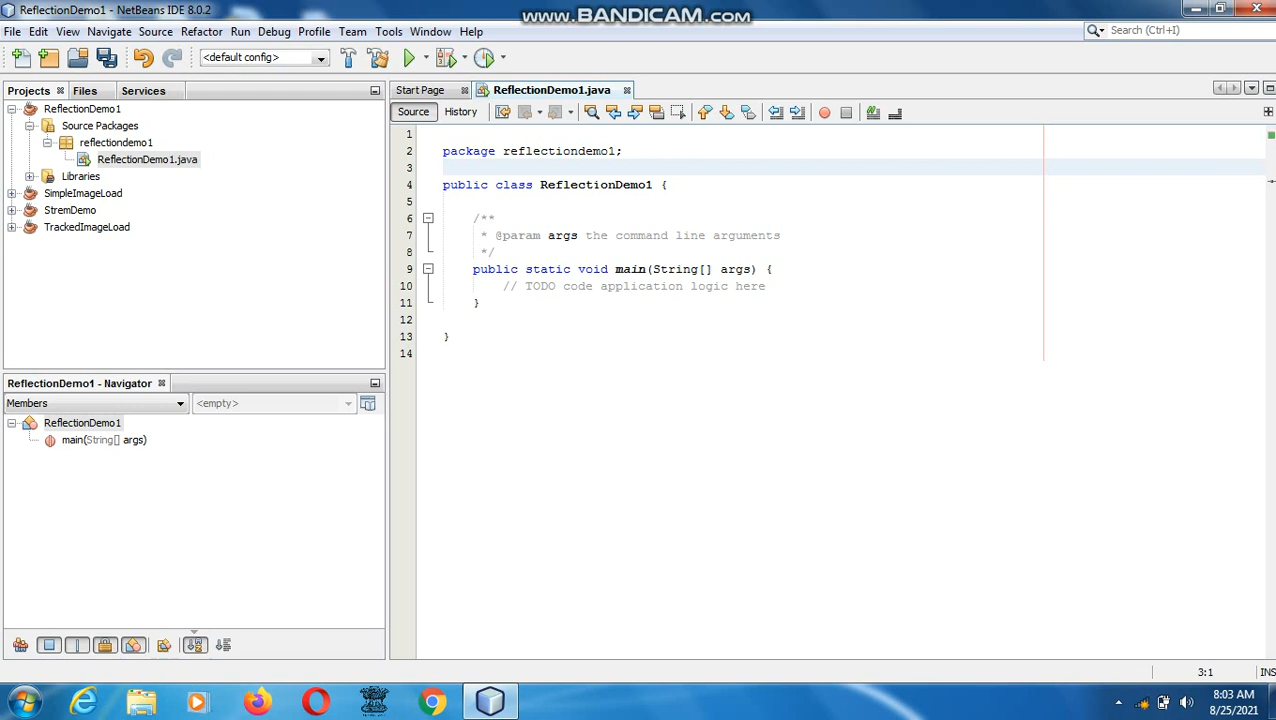 ReflectionDemo1 - NetBeans IDE 8.0.2
www.BANDICAM.com
File Edit View Navigate Source Refactor Run Debug Profile Team Tools Window Help
Search (Ctrl+I)
<default config>
Projects Files Services
ReflectionDemo1
Source Packages
reflectiondemo1
ReflectionDemo1.java
Libraries
SimpleImageLoad
StremDemo
TrackedImageLoad
ReflectionDemo1 - Navigator
Members
<empty>
ReflectionDemo1
main(String[] args)
Start Page ReflectionDemo1.java
Source History
1
2 package reflectiondemo1;
3
4 public class ReflectionDemo1 {
5
6 /**
7 * @param args the command line arguments
8 */
9 public static void main(String[] args) {
10 // TODO code application logic here
11 }
12
13 }
14
3:1 INS
8:03 AM
8/25/2021